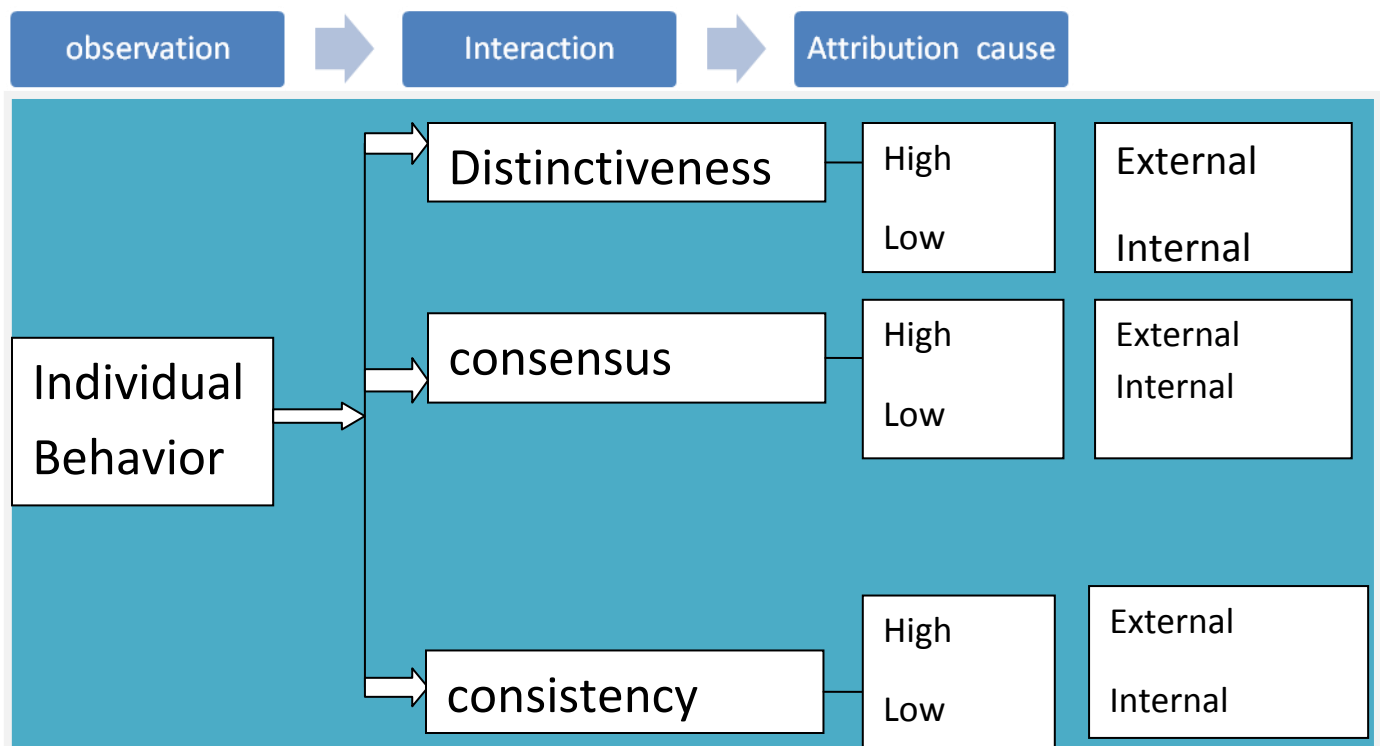 observation
Interaction
Attribution cause
Distinctiveness
High
Low
External
Internal
Individual
Behavior
consensus
High
Low
External
Internal
consistency
High
Low
External
Internal